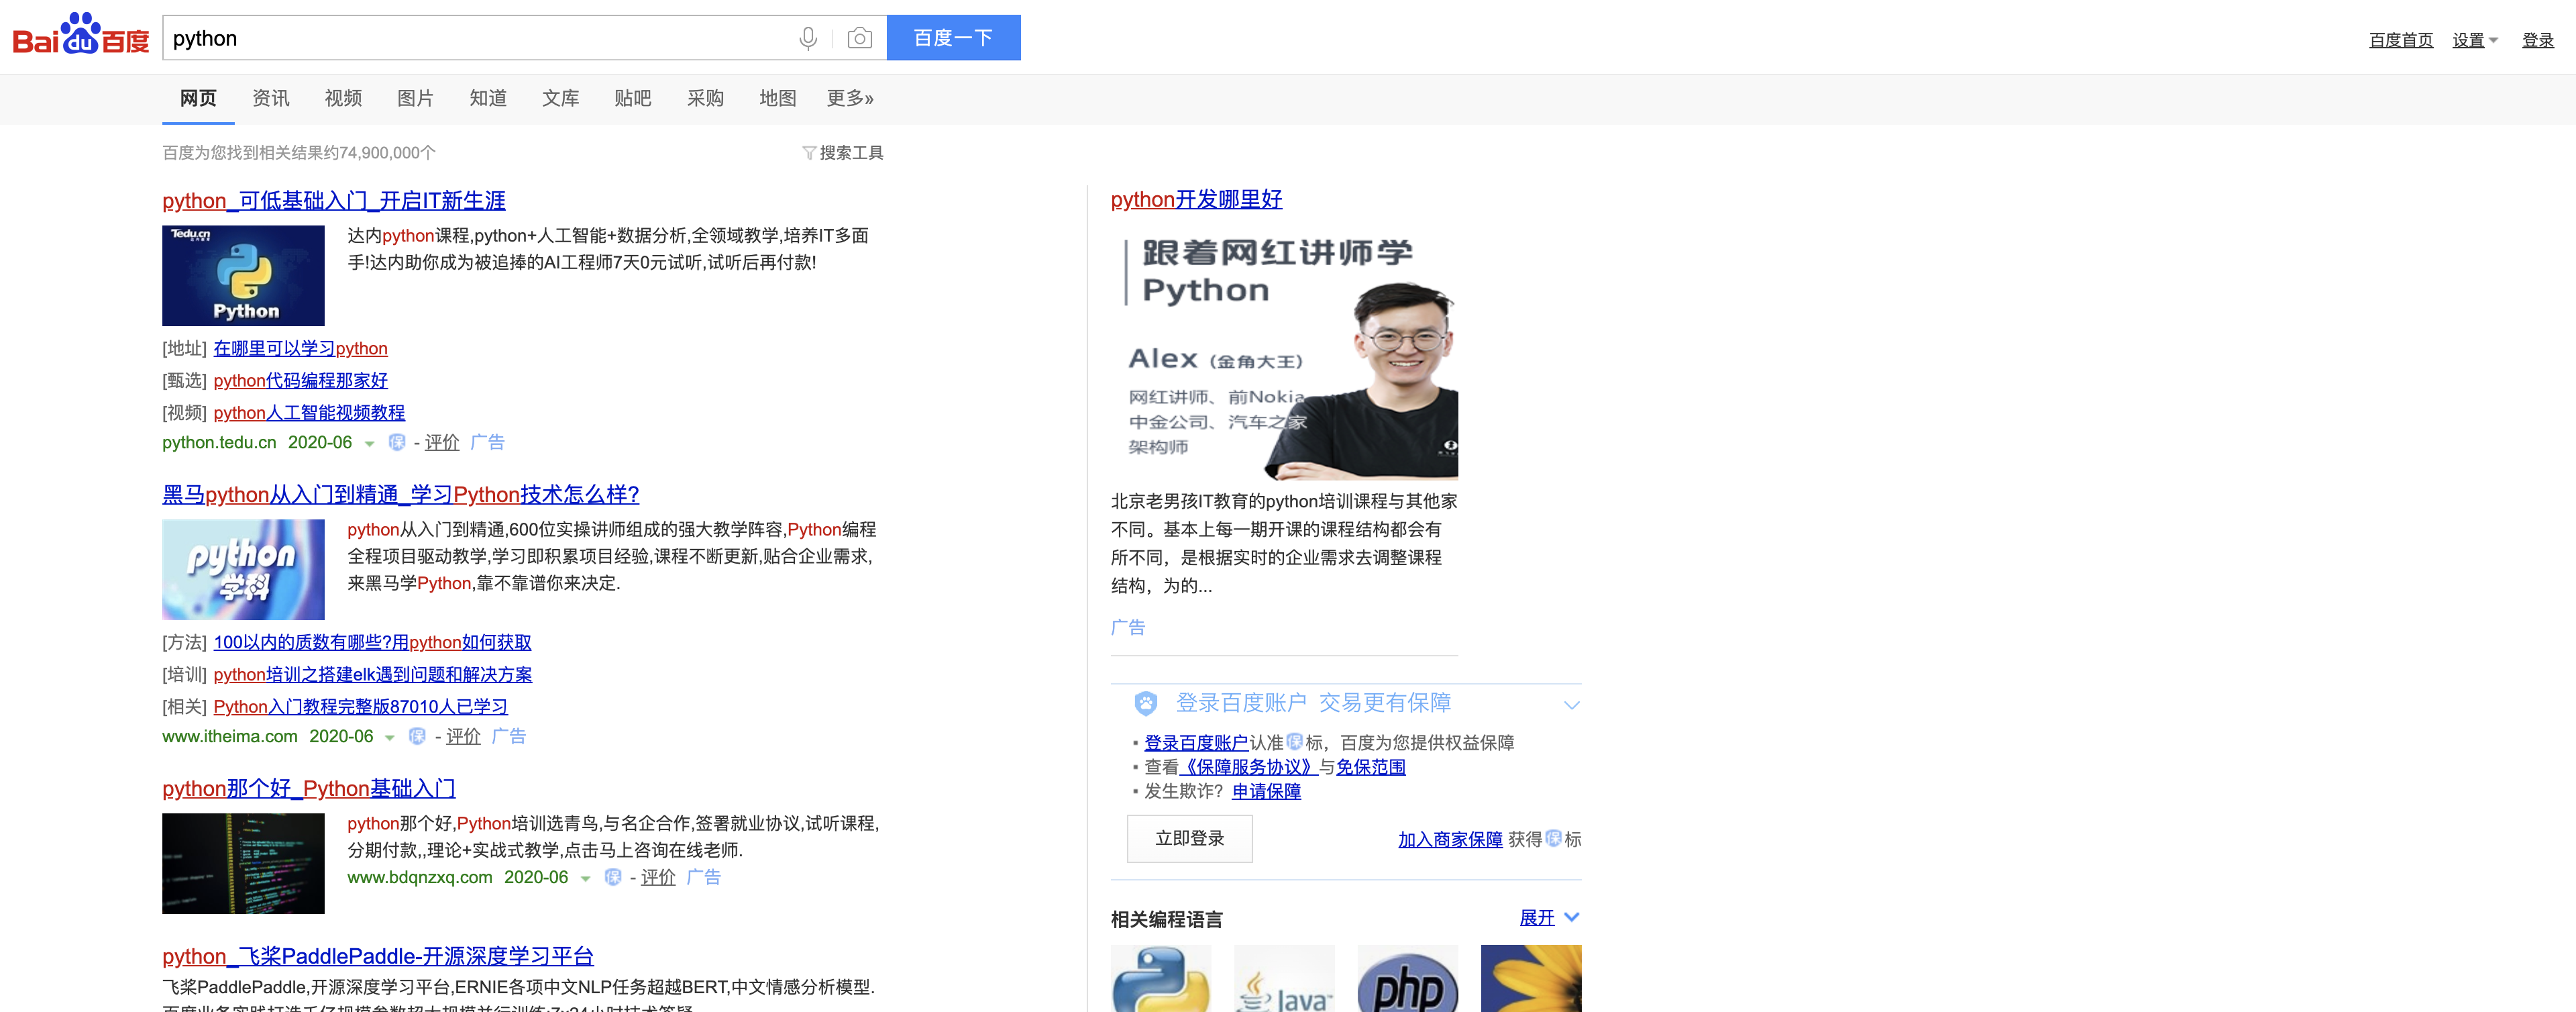 Bai du 百度
python
百度一下
百度首页 设置 登录
网页 资讯 视频 图片 知道 文库 贴吧 采购 地图 更多»
百度为您找到相关结果约74,900,000个
搜索工具
python_可低基础入门_开启IT新生涯
Tedu.cn
Python
达内python课程,python+人工智能+数据分析,全领域教学,培养IT多面
手!达内助你成为被追捧的AI工程师7天0元试听,试听后再付款!
[地址] 在哪里可以学习python
[甄选] python代码编程那家好
[视频] python人工智能视频教程
python.tedu.cn 2020-06 保 - 评价 广告
黑马python从入门到精通_学习Python技术怎么样?
python
学科
python从入门到精通,600位实操讲师组成的强大教学阵容,Python编程
全程项目驱动教学,学习即积累项目经验,课程不断更新,贴合企业需求,
来黑马学Python,靠不靠谱你来决定.
[方法] 100以内的质数有哪些?用python如何获取
[培训] python培训之搭建elk遇到问题和解决方案
[相关] Python入门教程完整版87010人已学习
www.itheima.com 2020-06 保 - 评价 广告
python那个好_Python基础入门
python那个好,Python培训选青鸟,与名企合作,签署就业协议,试听课程,
分期付款,,理论+实战式教学,点击马上咨询在线老师.
www.bdqnzxq.com 2020-06 保 - 评价 广告
python_飞桨PaddlePaddle-开源深度学习平台
飞桨PaddlePaddle,开源深度学习平台,ERNIE各项中文NLP任务超越BERT,中文情感分析模型.
python开发哪里好
跟着网红讲师学
Python
Alex (金角大王)
网红讲师、前Nokia、
中金公司、汽车之家
架构师
北京老男孩IT教育的python培训课程与其他家
不同。基本上每一期开课的课程结构都会有
所不同，是根据实时的企业需求去调整课程
结构，为的...
广告
登录百度账户 交易更有保障
▪ 登录百度账户认准保标，百度为您提供权益保障
▪ 查看《保障服务协议》与免保范围
▪ 发生欺诈？申请保障
立即登录
加入商家保障 获得保标
相关编程语言
展开
Java
php